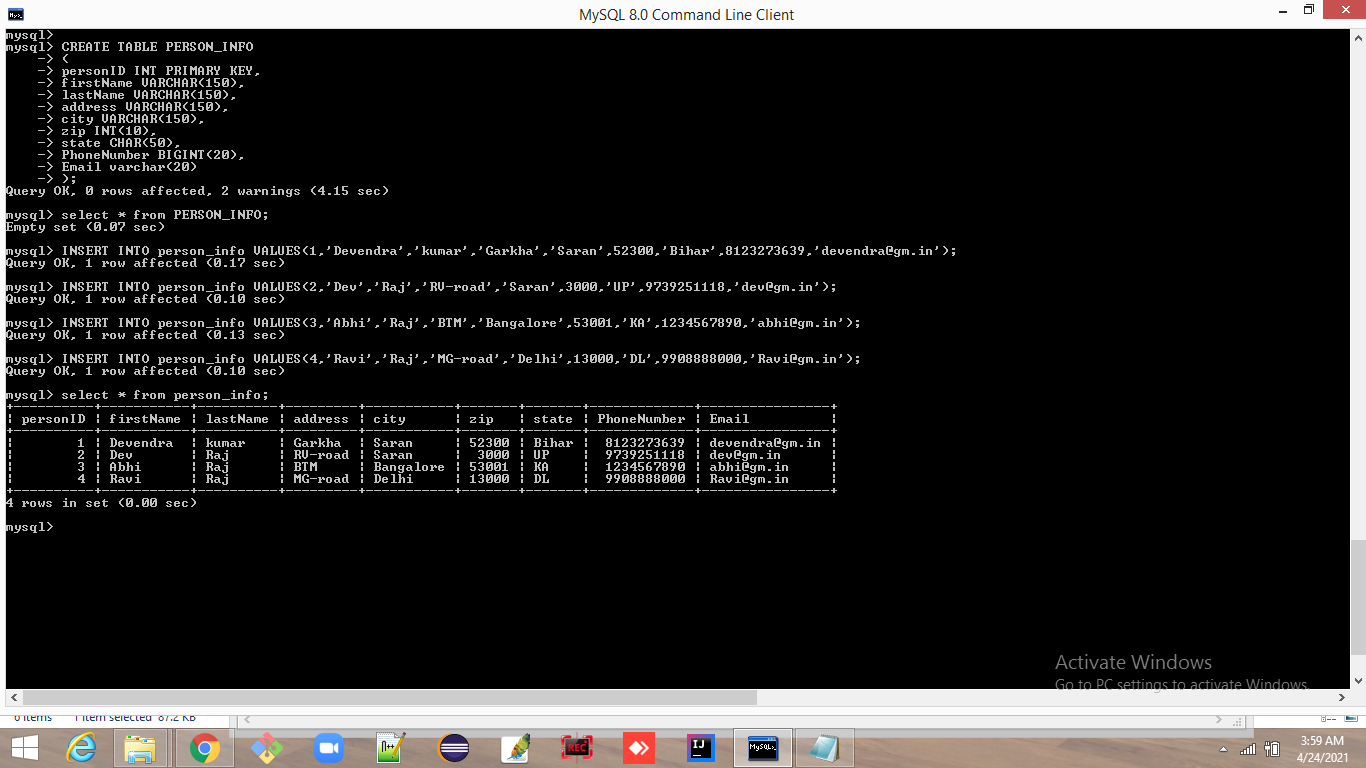 MySQL 8.0 Command Line Client
mysql>
mysql> CREATE TABLE PERSON_INFO
-> (
-> personID INT PRIMARY KEY,
-> firstName VARCHAR(150),
-> lastName VARCHAR(150),
-> address VARCHAR(150),
-> city VARCHAR(150),
-> zip INT(10),
-> state CHAR(50),
-> PhoneNumber BIGINT(20),
-> Email varchar(20)
-> );
Query OK, 0 rows affected, 2 warnings (4.15 sec)
mysql> select * from PERSON_INFO;
Empty set (0.07 sec)
mysql> INSERT INTO person_info VALUES(1,'Devendra','kumar','Garkha','Saran',52300,'Bihar',8123273639,'devendra@gm.in');
Query OK, 1 row affected (0.17 sec)
mysql> INSERT INTO person_info VALUES(2,'Dev','Raj','RV-road','Saran',3000,'UP',9739251118,'dev@gm.in');
Query OK, 1 row affected (0.10 sec)
mysql> INSERT INTO person_info VALUES(3,'Abhi','Raj','BTM','Bangalore',53001,'KA',1234567890,'abhi@gm.in');
Query OK, 1 row affected (0.13 sec)
mysql> INSERT INTO person_info VALUES(4,'Ravi','Raj','MG-road','Delhi',13000,'DL',9908888000,'Ravi@gm.in');
Query OK, 1 row affected (0.10 sec)
mysql> select * from person_info;
+----------+-----------+----------+---------+-----------+-------+-------+-------------+----------------+
| personID | firstName | lastName | address | city | zip | state | PhoneNumber | Email |
+----------+-----------+----------+---------+-----------+-------+-------+-------------+----------------+
| 1 | Devendra | kumar | Garkha | Saran | 52300 | Bihar | 8123273639 | devendra@gm.in |
| 2 | Dev | Raj | RV-road | Saran | 3000 | UP | 9739251118 | dev@gm.in |
| 3 | Abhi | Raj | BTM | Bangalore | 53001 | KA | 1234567890 | abhi@gm.in |
| 4 | Ravi | Raj | MG-road | Delhi | 13000 | DL | 9908888000 | Ravi@gm.in |
+----------+-----------+----------+---------+-----------+-------+-------+-------------+----------------+
4 rows in set (0.00 sec)
mysql>
Activate Windows
Go to PC settings to activate Windows.
6 items 1 item selected 87.2 KB
REC
IJ
MySQL
3:59 AM
4/24/2021